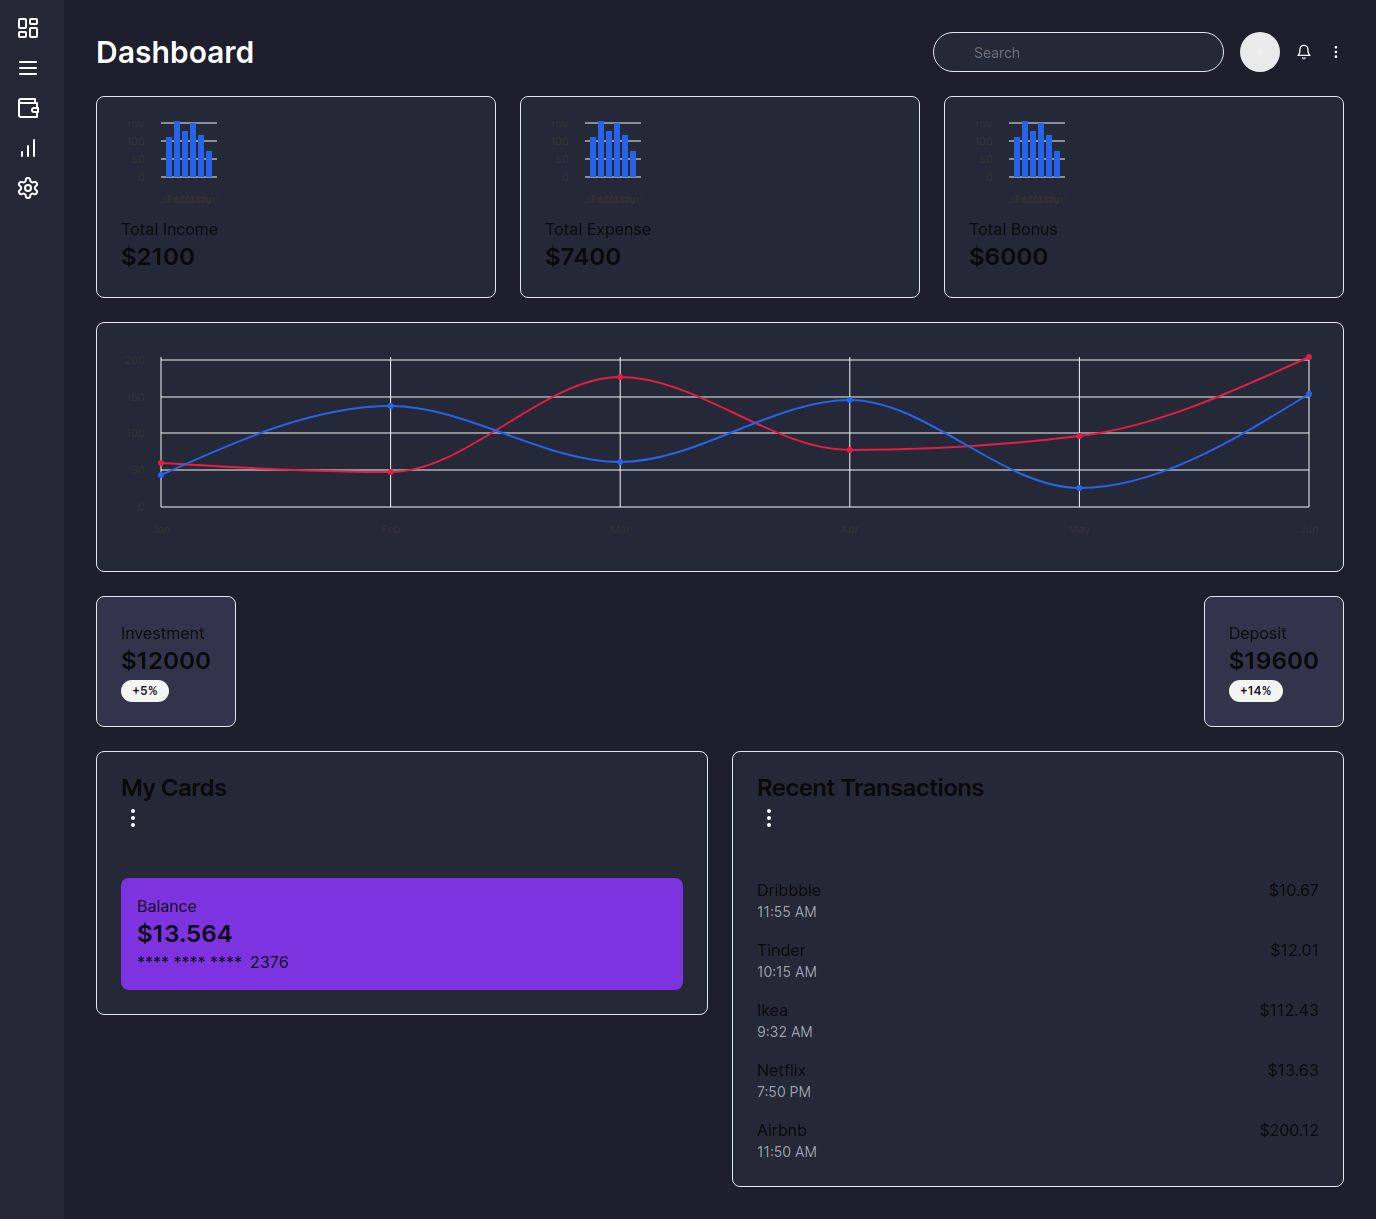 Dashboard
Search
100
50
0
Total Income
$2100
100
50
0
Total Expense
$7400
100
50
0
Total Bonus
$6000
200
150
100
50
0
Jan Feb Mar Apr May Jun
Investment
$12000
+5%
Deposit
$19600
+14%
My Cards
Balance
$13.564
**** **** **** 2376
Recent Transactions
Dribbble $10.67
11:55 AM
Tinder $12.01
10:15 AM
Ikea $112.43
9:32 AM
Netflix $13.63
7:50 PM
Airbnb $200.12
11:50 AM